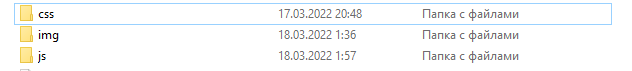 css 17.03.2022 20:48 Папка с файлами
img 18.03.2022 1:36 Папка с файлами
js 18.03.2022 1:57 Папка с файлами